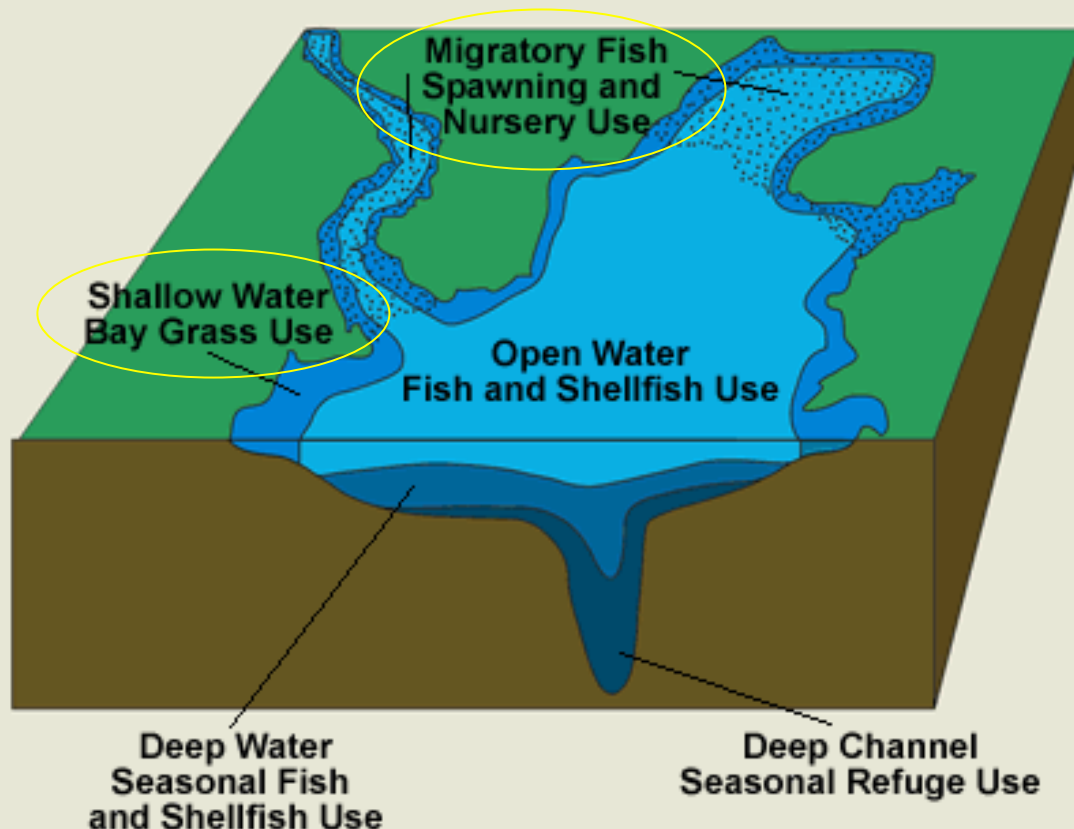 Migratory Fish
Spawning and
Nursery Use
Shallow Water
Bay Grass Use
Open Water
Fish and Shellfish Use
Deep Water
Seasonal Fish
and Shellfish Use
Deep Channel
Seasonal Refuge Use